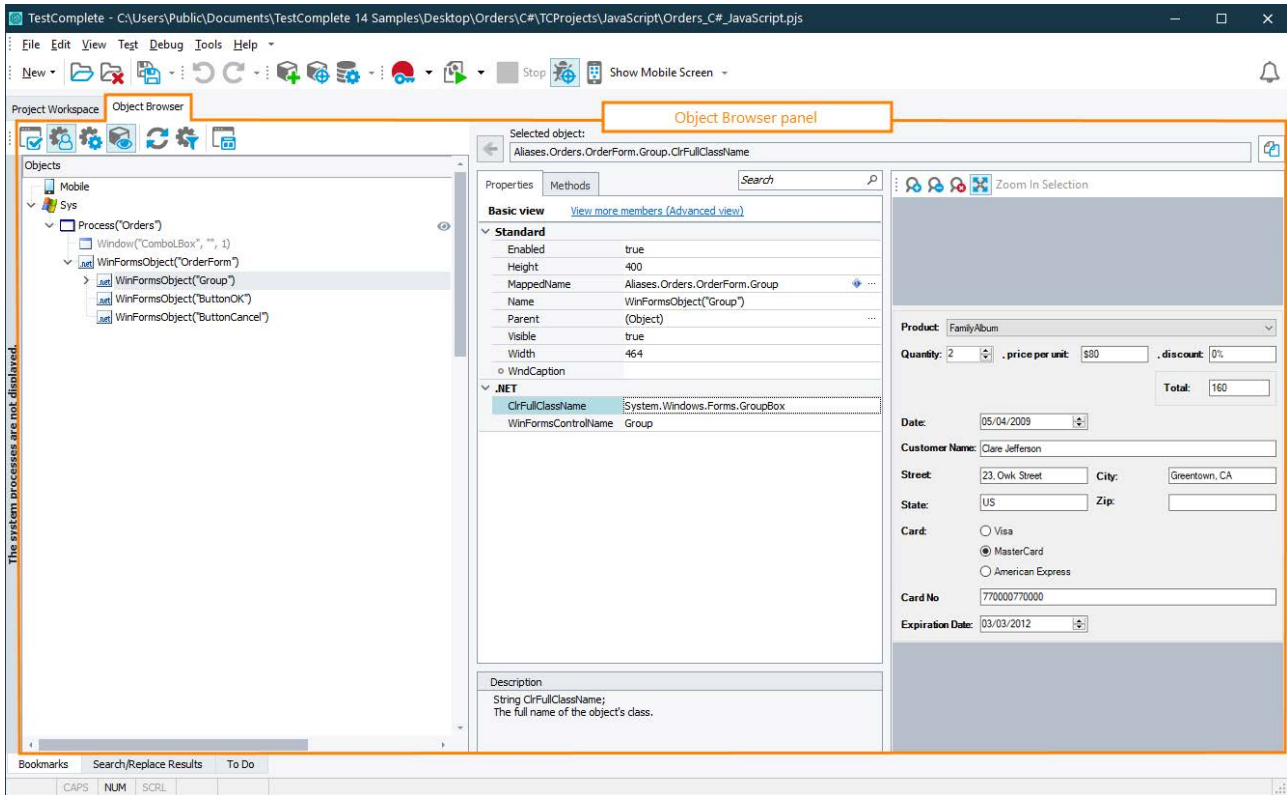 TestComplete - C:\Users\Public\Documents\TestComplete 14 Samples\Desktop\Orders\C#\TCProjects\JavaScript\Orders_C#_JavaScript.pjs
File Edit View Test Debug Tools Help
New Stop Show Mobile Screen
Project Workspace Object Browser
Object Browser panel
The system processes are not displayed.
Objects
Mobile
Sys
Process("Orders")
Window("ComboLBox", "", 1)
WinFormsObject("OrderForm")
.net WinFormsObject("Group")
.net WinFormsObject("ButtonOK")
.net WinFormsObject("ButtonCancel")
Selected object:
Aliases.Orders.OrderForm.Group.ClrFullClassName
Properties Methods Search
Basic view View more members (Advanced view)
Standard
Enabled true
Height 400
MappedName Aliases.Orders.OrderForm.Group ...
Name WinFormsObject("Group")
Parent (Object) ...
Visible true
Width 464
WndCaption
.NET
ClrFullClassName System.Windows.Forms.GroupBox
WinFormsControlName Group
Description
String ClrFullClassName;
The full name of the object's class.
Zoom In Selection
Product: FamilyAlbum
Quantity: 2 , price per unit: $80 , discount: 0%
Total: 160
Date: 05/04/2009
Customer Name: Clare Jefferson
Street: 23, Owk Street City: Greentown, CA
State: US Zip:
Card: Visa
MasterCard
American Express
Card No 770000770000
Expiration Date: 03/03/2012
Bookmarks Search/Replace Results To Do
CAPS NUM SCRL